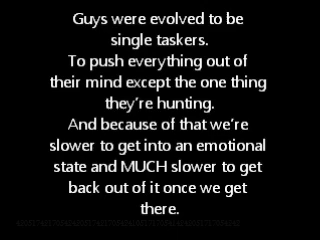 Guys were evolved to be
single taskers.
To push everything out of
their mind except the one thing
they're hunting.
And because of that we're
slower to get into an emotional
state and MUCH slower to get
back out of it once we get
there.